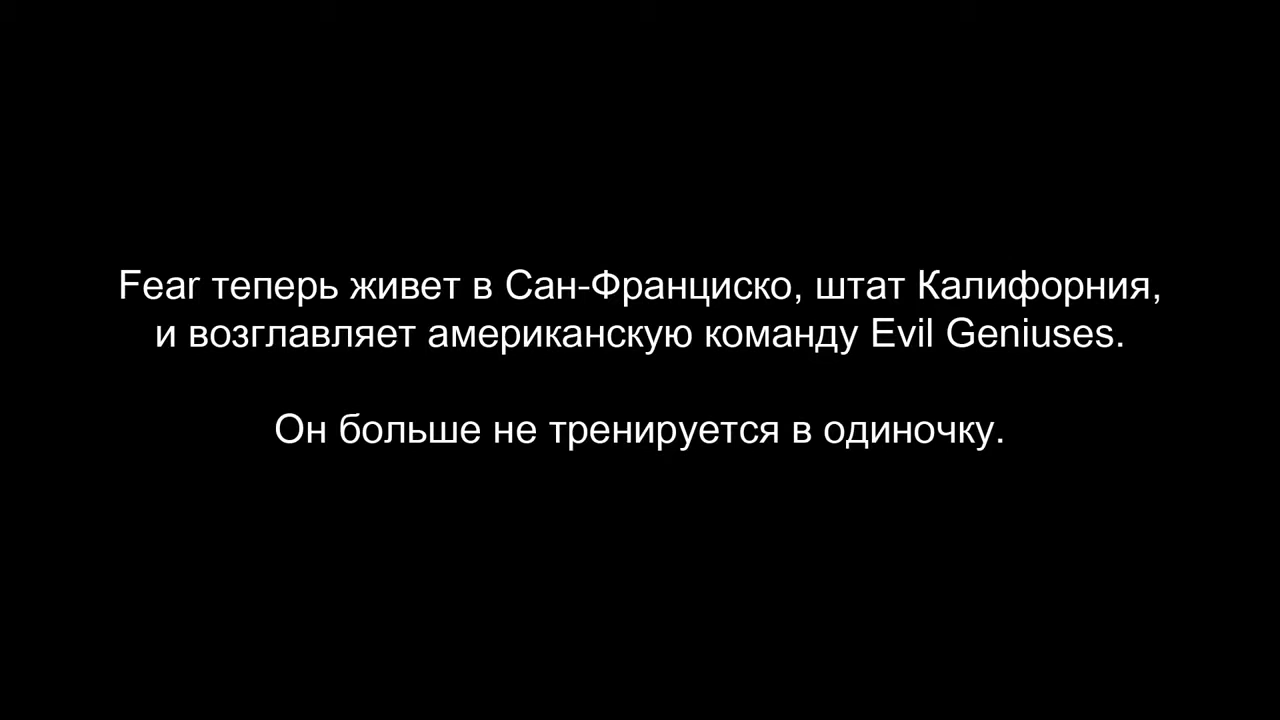 Fear теперь живет в Сан-Франциско, штат Калифорния,
и возглавляет американскую команду Evil Geniuses.
Он больше не тренируется в одиночку.